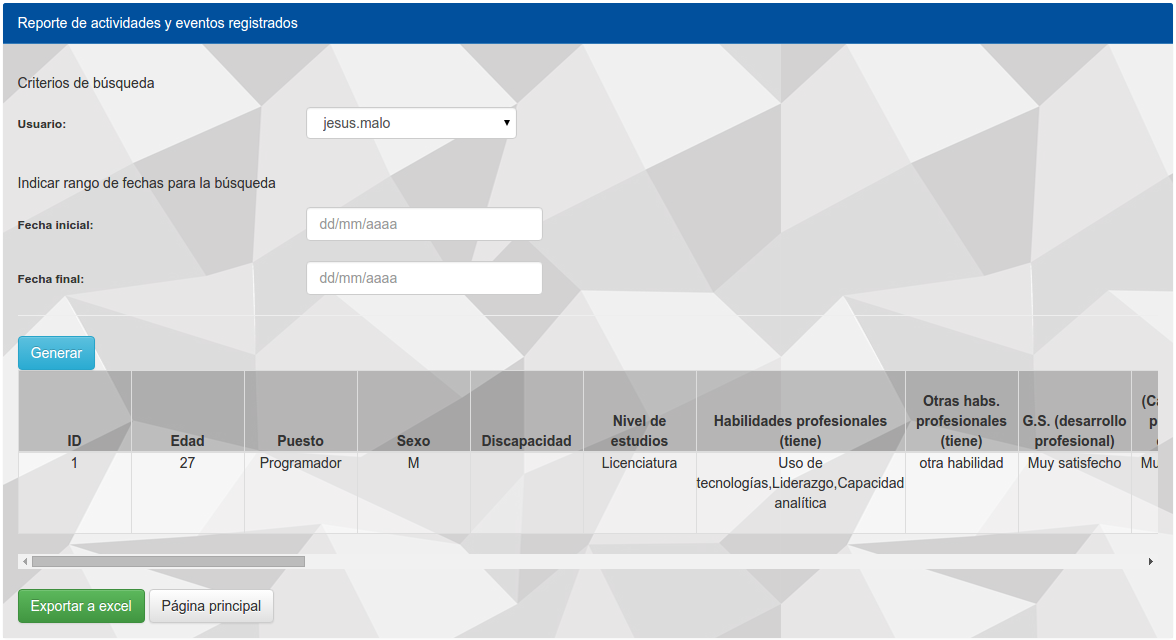 Reporte de actividades y eventos registrados
Criterios de búsqueda
Usuario: jesus.malo
Indicar rango de fechas para la búsqueda
Fecha inicial: dd/mm/aaaa
Fecha final: dd/mm/aaaa
Generar
ID Edad Puesto Sexo Discapacidad Nivel de estudios Habilidades profesionales (tiene) Otras habs. profesionales (tiene) G.S. (desarrollo profesional)
1 27 Programador M Licenciatura Uso de tecnologías,Liderazgo,Capacidad analítica otra habilidad Muy satisfecho
Exportar a excel Página principal